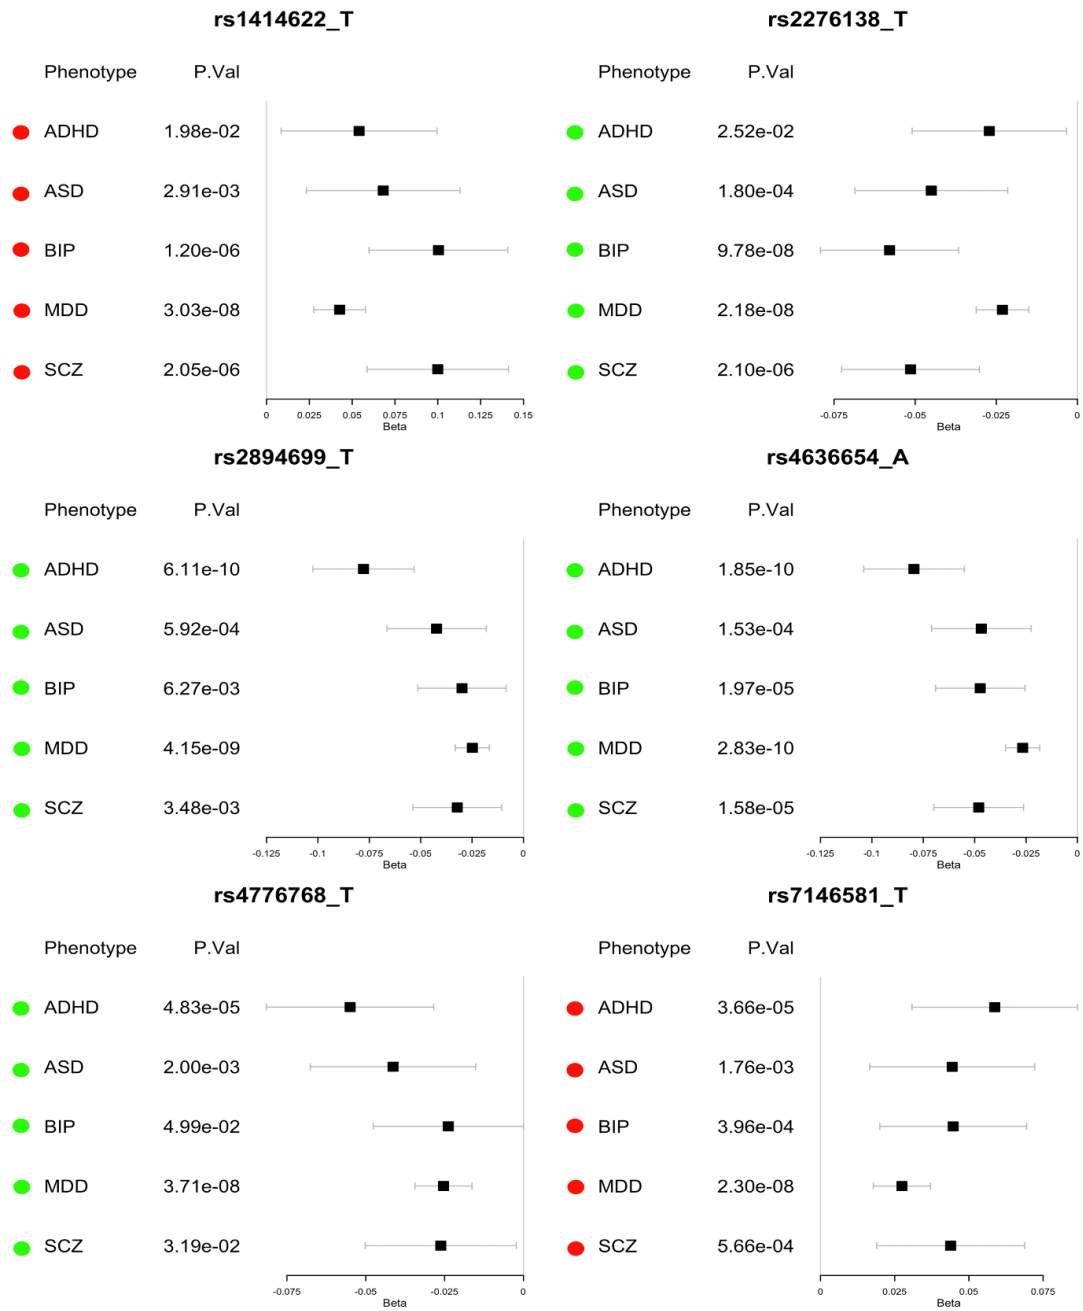 rs1414622_T
Phenotype P.Val
ADHD 1.98e-02
ASD 2.91e-03
BIP 1.20e-06
MDD 3.03e-08
SCZ 2.05e-06
0 0.025 0.05 0.075 0.1 0.125 0.15
Beta
rs2276138_T
Phenotype P.Val
ADHD 2.52e-02
ASD 1.80e-04
BIP 9.78e-08
MDD 2.18e-08
SCZ 2.10e-06
-0.075 -0.05 -0.025 0
Beta
rs2894699_T
Phenotype P.Val
ADHD 6.11e-10
ASD 5.92e-04
BIP 6.27e-03
MDD 4.15e-09
SCZ 3.48e-03
-0.125 -0.1 -0.075 -0.05 -0.025 0
Beta
rs4636654_A
Phenotype P.Val
ADHD 1.85e-10
ASD 1.53e-04
BIP 1.97e-05
MDD 2.83e-10
SCZ 1.58e-05
-0.125 -0.1 -0.075 -0.05 -0.025 0
Beta
rs4776768_T
Phenotype P.Val
ADHD 4.83e-05
ASD 2.00e-03
BIP 4.99e-02
MDD 3.71e-08
SCZ 3.19e-02
-0.075 -0.05 -0.025 0
Beta
rs7146581_T
Phenotype P.Val
ADHD 3.66e-05
ASD 1.76e-03
BIP 3.96e-04
MDD 2.30e-08
SCZ 5.66e-04
0 0.025 0.05 0.075
Beta